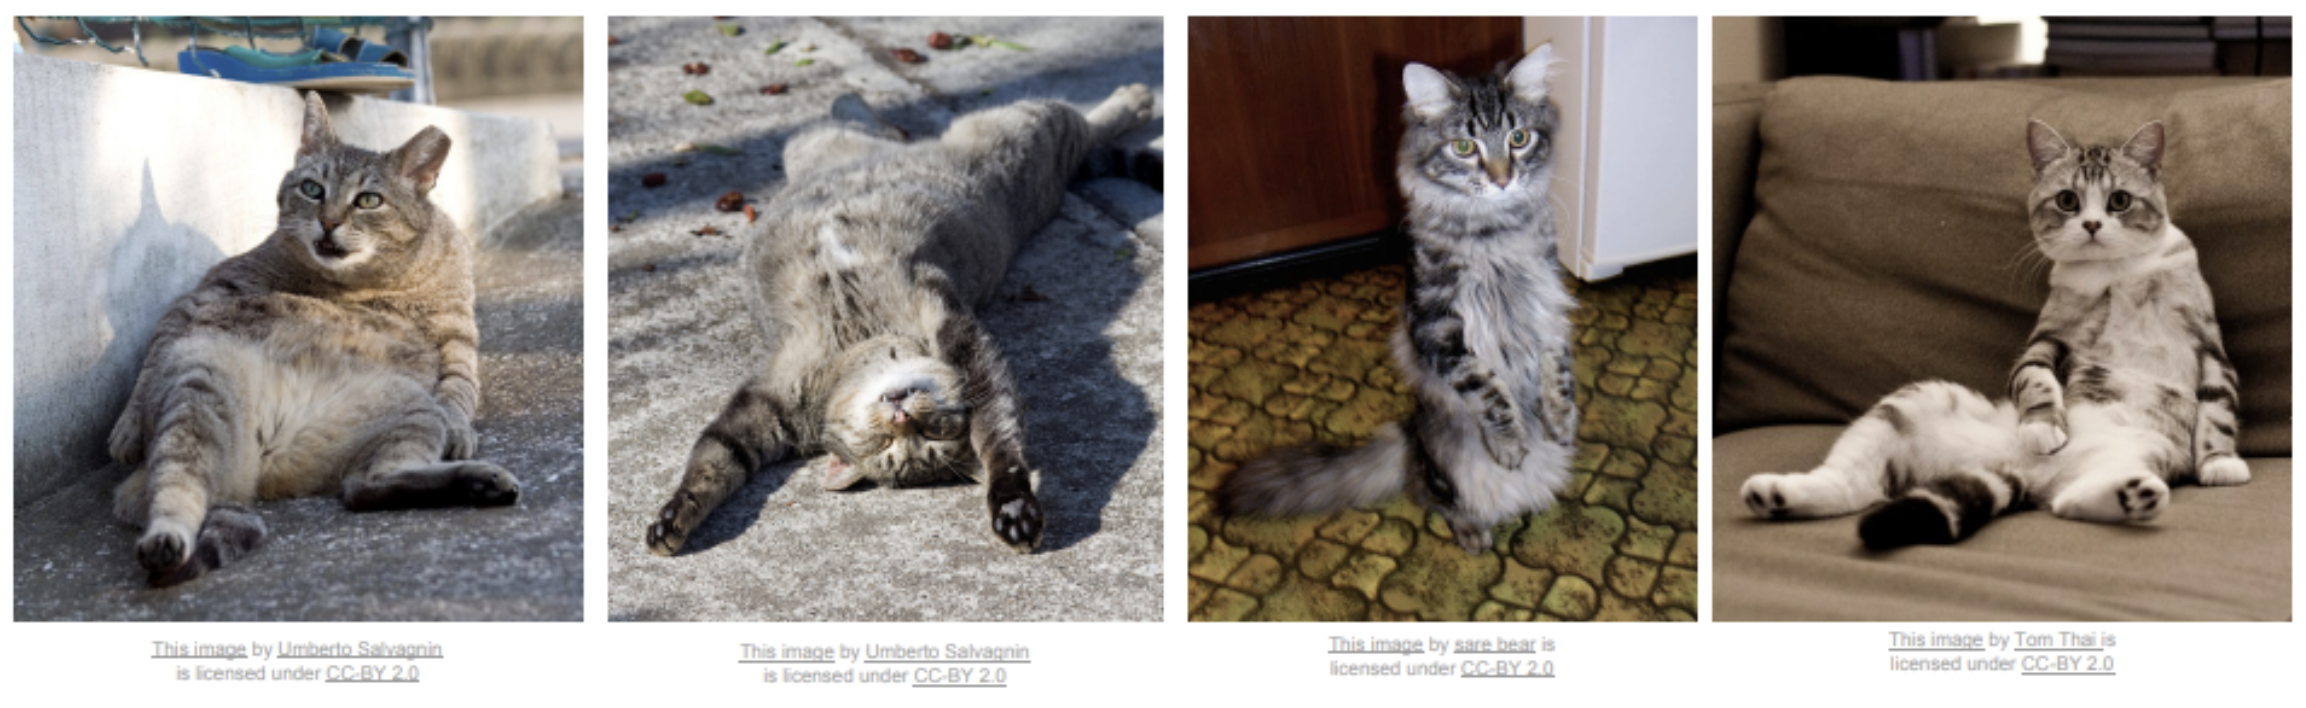 This image by Umberto Salvagnin
is licensed under CC-BY 2.0
This image by Umberto Salvagnin
is licensed under CC-BY 2.0
This image by sare bear is
licensed under CC-BY 2.0
This image by Tom Thai is
licensed under CC-BY 2.0